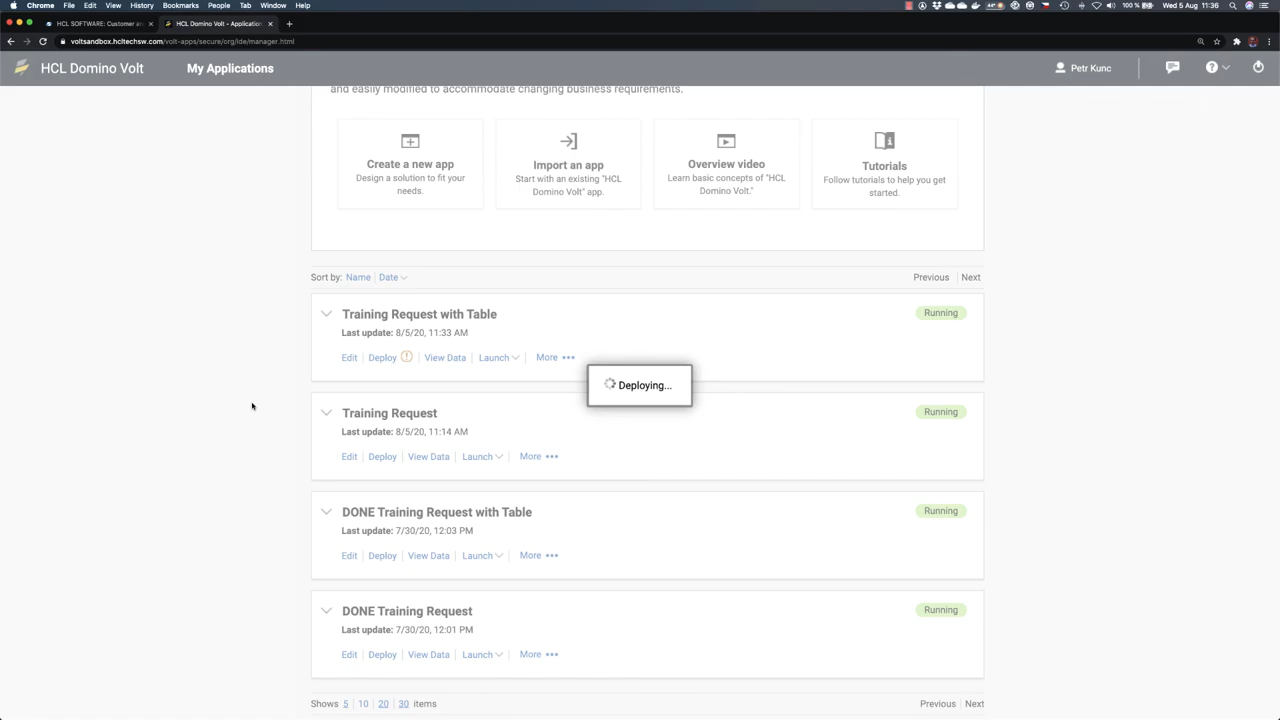 Chrome File Edit View History Bookmarks People Tab Window Help 100 % Wed 5 Aug 11:36
HCL SOFTWARE: Customer an HCL Domino Volt - Application
voltsandbox.hcltechsw.com/volt-apps/secure/org/ide/manager.html
HCL Domino Volt My Applications Petr Kunc
and easily modified to accommodate changing business requirements.
Create a new app
Design a solution to fit your
needs.
Import an app
Start with an existing "HCL
Domino Volt" app.
Overview video
Learn basic concepts of "HCL
Domino Volt."
Tutorials
Follow tutorials to help you get
started.
Sort by: Name Date Previous Next
Training Request with Table Running
Last update: 8/5/20, 11:33 AM
Edit Deploy View Data Launch More
Deploying...
Training Request Running
Last update: 8/5/20, 11:14 AM
Edit Deploy View Data Launch More
DONE Training Request with Table Running
Last update: 7/30/20, 12:03 PM
Edit Deploy View Data Launch More
DONE Training Request Running
Last update: 7/30/20, 12:01 PM
Edit Deploy View Data Launch More
Shows 5 10 20 30 items Previous Next